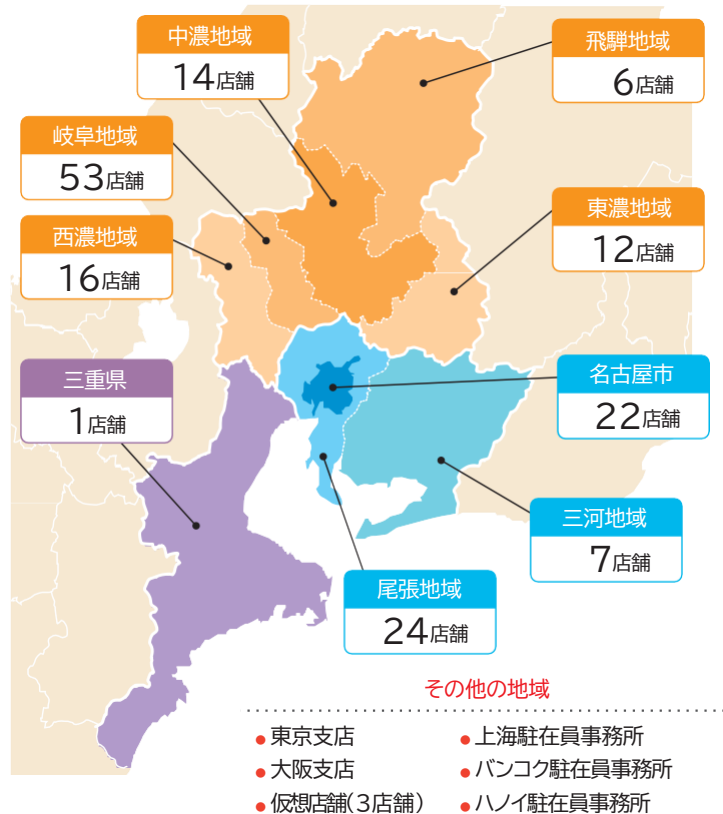 中濃地域
14店舗
飛騨地域
6店舗
岐阜地域
53店舗
西濃地域
16店舗
東濃地域
12店舗
三重県
1店舗
名古屋市
22店舗
三河地域
7店舗
尾張地域
24店舗
その他の地域
●東京支店
●大阪支店
●仮想店舗(3店舗)
●上海駐在員事務所
●バンコク駐在員事務所
●ハノイ駐在員事務所